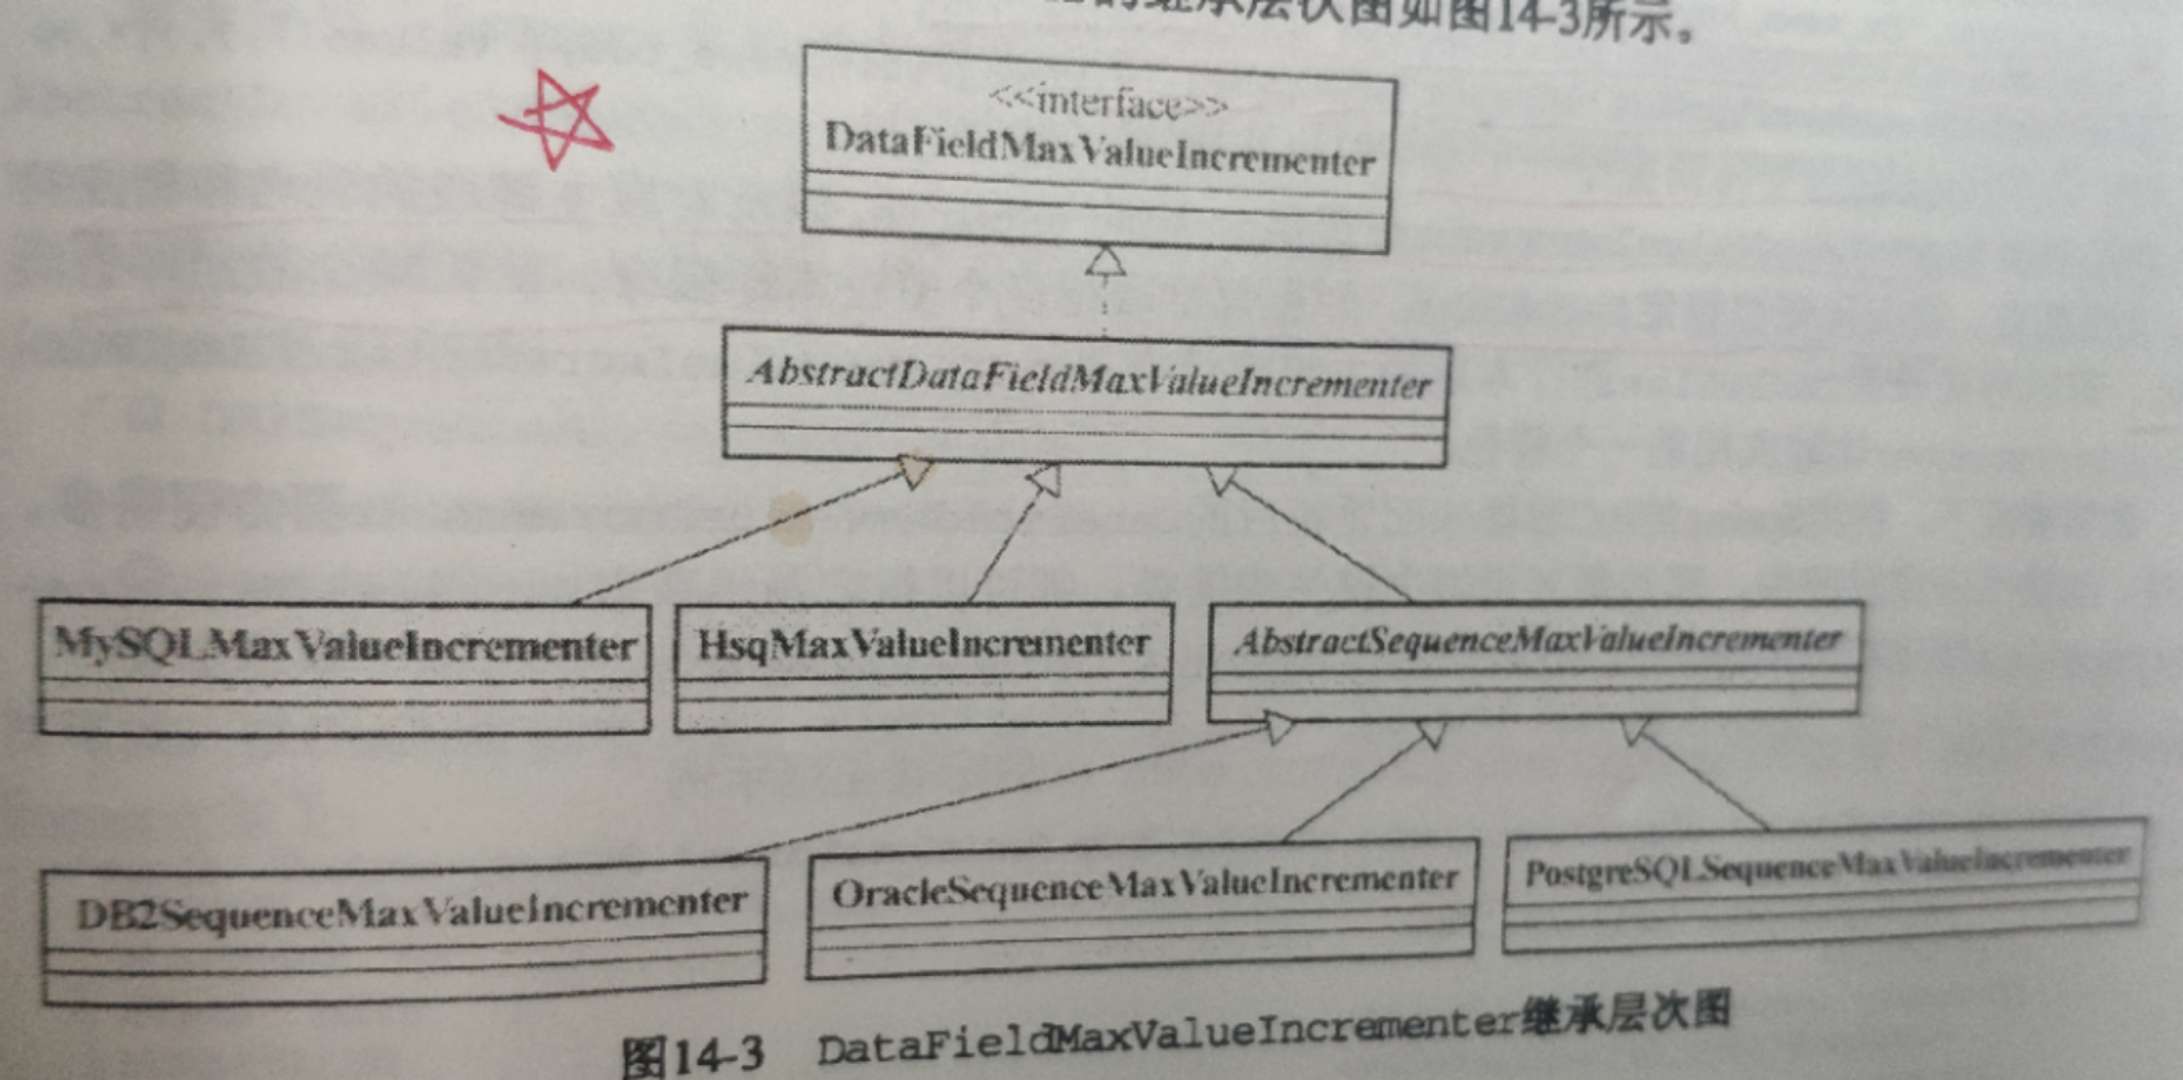 的继承层次图如图14-3所示。
<<interface>>
DataFieldMaxValueIncrementer
AbstractDataFieldMaxValueIncrementer
MySQLMaxValueIncrementer
HsqMaxValueIncrementer
AbstractSequenceMaxValueIncrementer
DB2SequenceMaxValueIncrementer
OracleSequenceMaxValueIncrementer
PostgreSQLSequenceMaxValueIncrementer
图14-3 DataFieldMaxValueIncrementer继承层次图